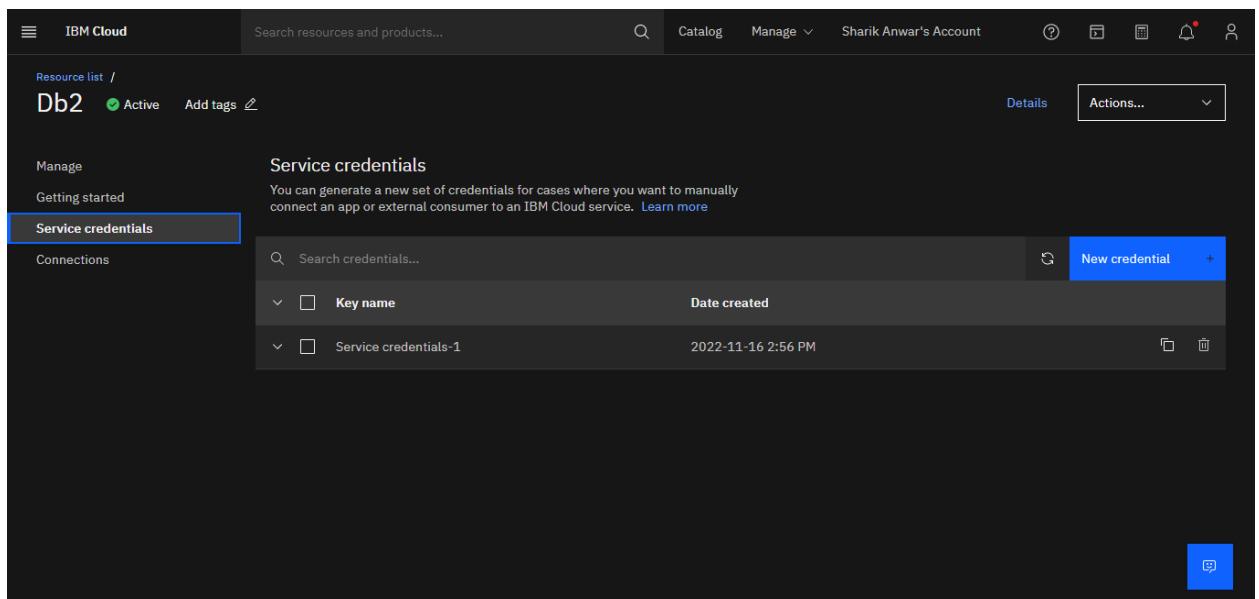 IBM Cloud
Search resources and products...
Catalog
Manage
Sharik Anwar's Account
Resource list /
Db2
Active
Add tags
Details
Actions...
Manage
Getting started
Service credentials
Connections
Service credentials
You can generate a new set of credentials for cases where you want to manually
connect an app or external consumer to an IBM Cloud service. Learn more
Search credentials...
New credential +
Key name
Date created
Service credentials-1
2022-11-16 2:56 PM